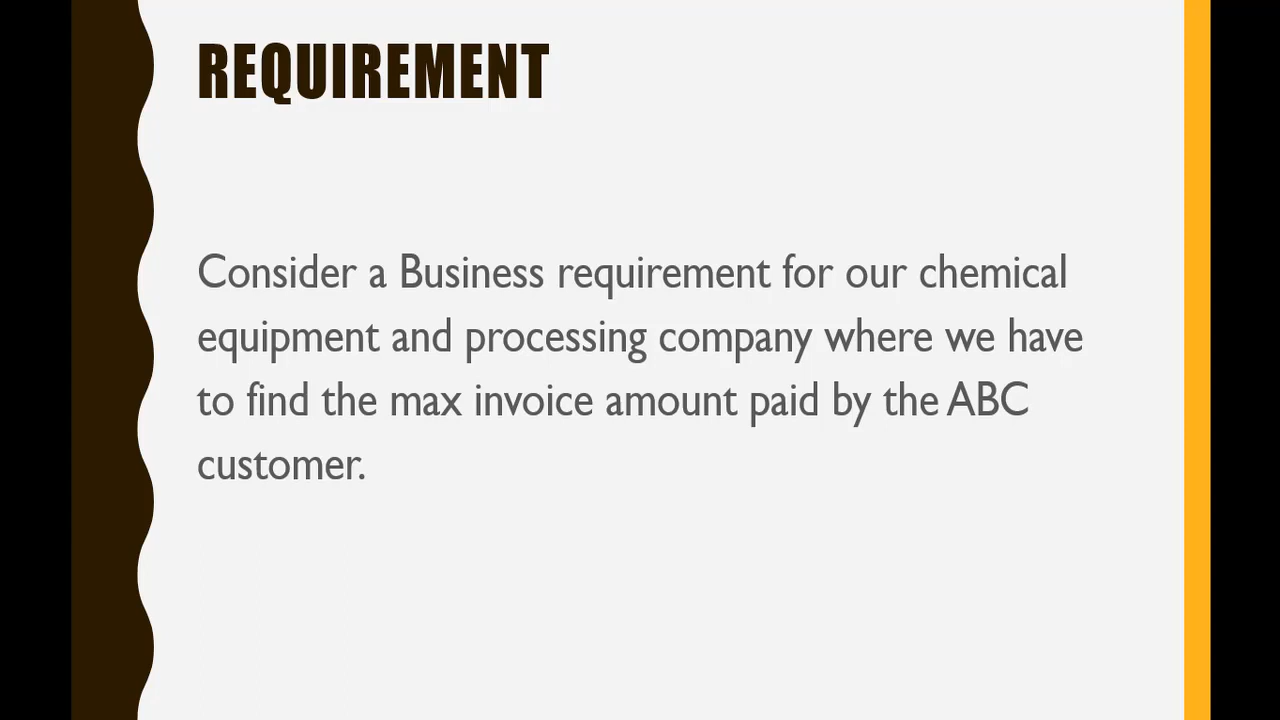 REQUIREMENT
Consider a Business requirement for our chemical
equipment and processing company where we have
to find the max invoice amount paid by the ABC
customer.